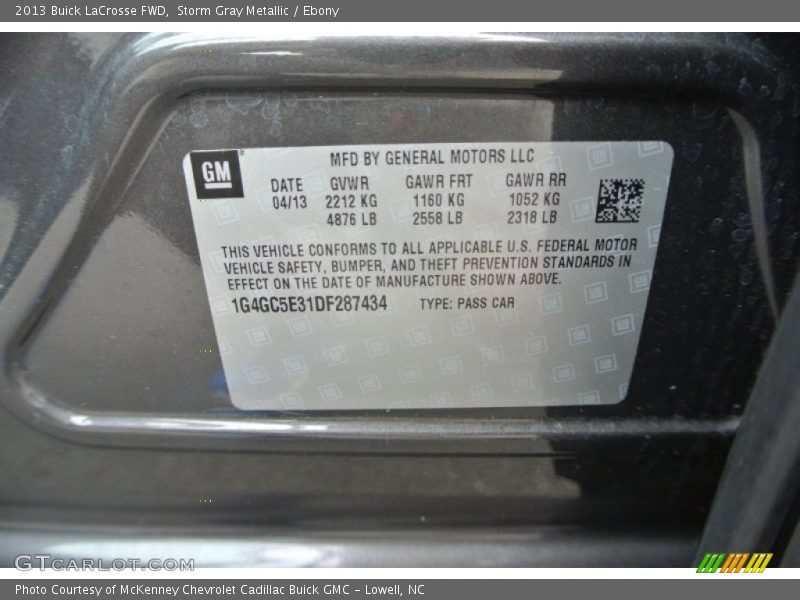 2013 Buick LaCrosse FWD,  Storm Gray Metallic / Ebony
GM
MFD BY GENERAL MOTORS LLC
DATE GVWR GAWR FRT GAWR RR
04/13 2212 KG 1160 KG 1052 KG
4876 LB 2558 LB 2318 LB
THIS VEHICLE CONFORMS TO ALL APPLICABLE U.S. FEDERAL MOTOR
VEHICLE SAFETY, BUMPER, AND THEFT PREVENTION STANDARDS IN
EFFECT ON THE DATE OF MANUFACTURE SHOWN ABOVE.
1G4GC5E31DF287434 TYPE: PASS CAR
GTCARLOT.COM
Photo Courtesy of McKenney Chevrolet Cadillac Buick GMC - Lowell, NC